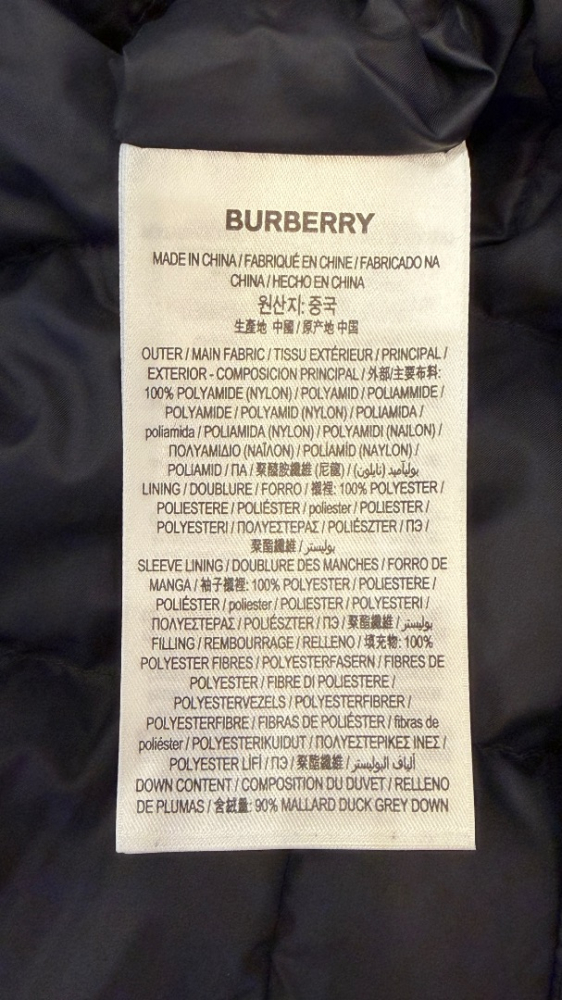 BURBERRY
MADE IN CHINA / FABRIQUÉ EN CHINE / FABRICADO NA
CHINA / HECHO EN CHINA
원산지: 중국
生產地 中國 / 原产地 中国
OUTER / MAIN FABRIC / TISSU EXTÉRIEUR / PRINCIPAL /
EXTERIOR - COMPOSICION PRINCIPAL / 外部/主要布料:
100% POLYAMIDE (NYLON) / POLYAMID / POLIAMMIDE /
POLYAMIDE / POLYAMID (NYLON) / POLIAMIDA /
poliamida / POLIAMIDA (NYLON) / POLYAMIDI (NAILON) /
ΠΟΛΥΑΜΙΔΙΟ (ΝΑΪΛΟΝ) / POLİAMİD (NAYLON) /
POLIAMID / ПА / 聚醯胺纖維 (尼龍) / بوليآميد (نايلون)
LINING / DOUBLURE / FORRO / 襯裡: 100% POLYESTER /
POLIESTERE / POLIÉSTER / poliester / POLIESTER /
POLYESTERI / ΠΟΛΥΕΣΤΕΡΑΣ / POLIÉSZTER / ПЭ /
聚酯纖維 / بوليستر
SLEEVE LINING / DOUBLURE DES MANCHES / FORRO DE
MANGA / 袖子襯裡: 100% POLYESTER / POLIESTERE /
POLIÉSTER / poliester / POLIESTER / POLYESTERI /
ΠΟΛΥΕΣΤΕΡΑΣ / POLIÉSZTER / ПЭ / 聚酯纖維 / بوليستر
FILLING / REMBOURRAGE / RELLENO / 填充物: 100%
POLYESTER FIBRES / POLYESTERFASERN / FIBRES DE
POLYESTER / FIBRE DI POLIESTERE /
POLYESTERVEZELS / POLYESTERFIBRER /
POLYESTERFIBRE / FIBRAS DE POLIÉSTER / fibras de
poliéster / POLYESTERIKUIDUT / ΠΟΛΥΕΣΤΕΡΙΚΕΣ ΙΝΕΣ /
POLYESTER LİFİ / ПЭ / 聚酯纖維 / ألياف البوليستر
DOWN CONTENT / COMPOSITION DU DUVET / RELLENO
DE PLUMAS / 含絨量: 90% MALLARD DUCK GREY DOWN